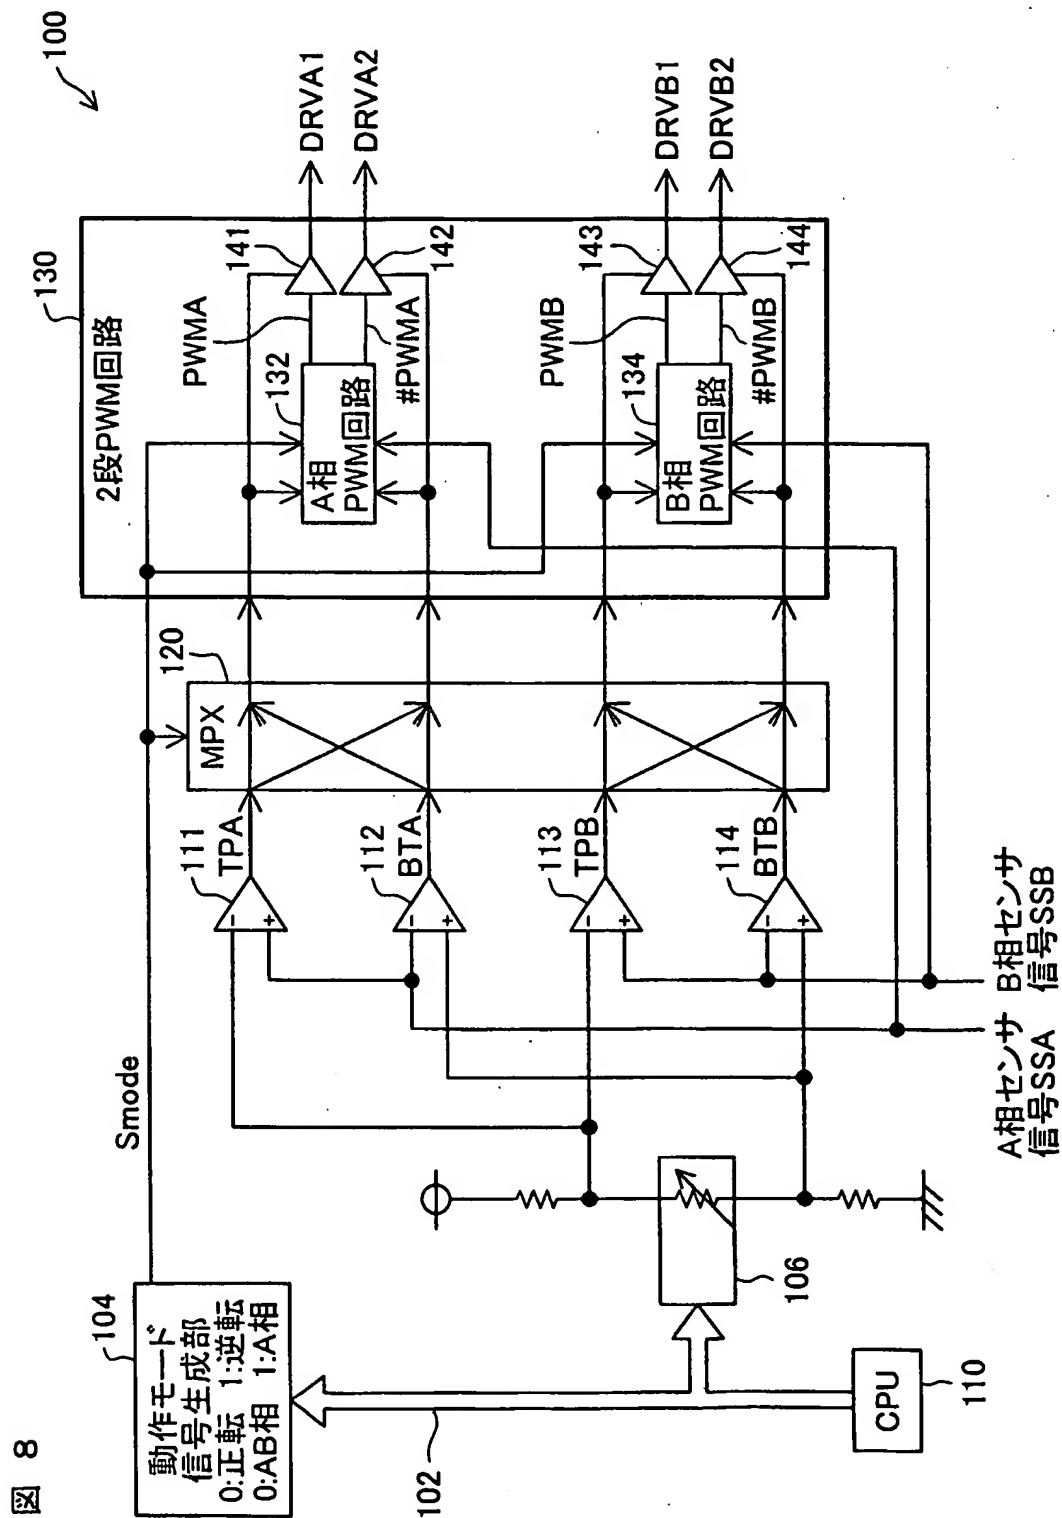 図 8
100
104
動作モード
信号生成部
0:正転 1:逆転
0:AB相 1:A相
Smode
102
CPU
110
106
111
TPA
112
BTA
113
TPB
114
BTB
-
+
-
+
-
+
-
+
A相センサ
信号SSA
B相センサ
信号SSB
120
MPX
130
2段PWM回路
132
A相
PWM回路
PWMA
#PWMA
141
142
DRVA1
DRVA2
134
B相
PWM回路
PWMB
#PWMB
143
144
DRVB1
DRVB2